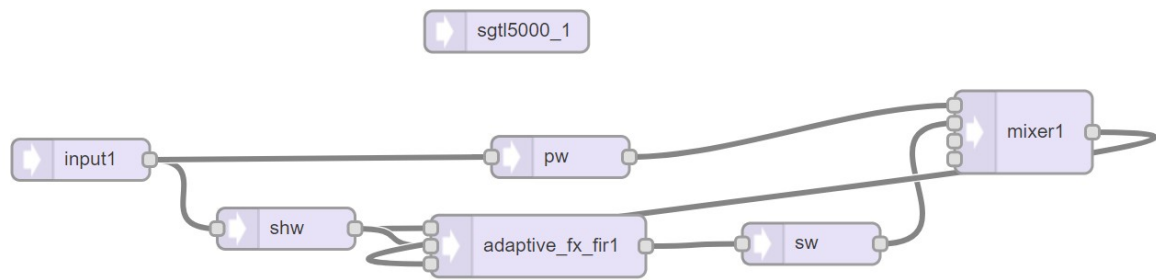 sgtl5000_1
mixer1
input1
pw
shw
adaptive_fx_fir1
sw